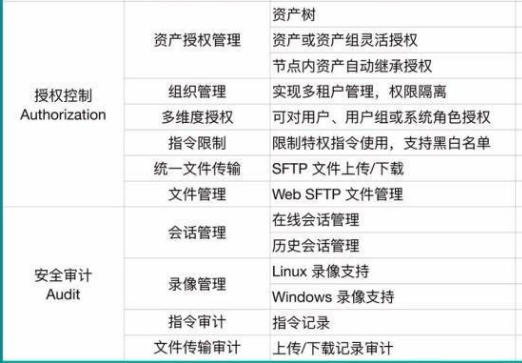 资产授权管理
资产树
资产或资产组灵活授权
节点内资产自动继承授权
授权控制
Authorization
组织管理
实现多租户管理，权限隔离
多维度授权
可对用户、用户组或系统角色授权
指令限制
限制特权指令使用，支持黑白名单
统一文件传输
SFTP 文件上传/下载
文件管理
Web SFTP 文件管理
安全审计
Audit
会话管理
在线会话管理
历史会话管理
录像管理
Linux 录像支持
Windows 录像支持
指令审计
指令记录
文件传输审计
上传/下载记录审计